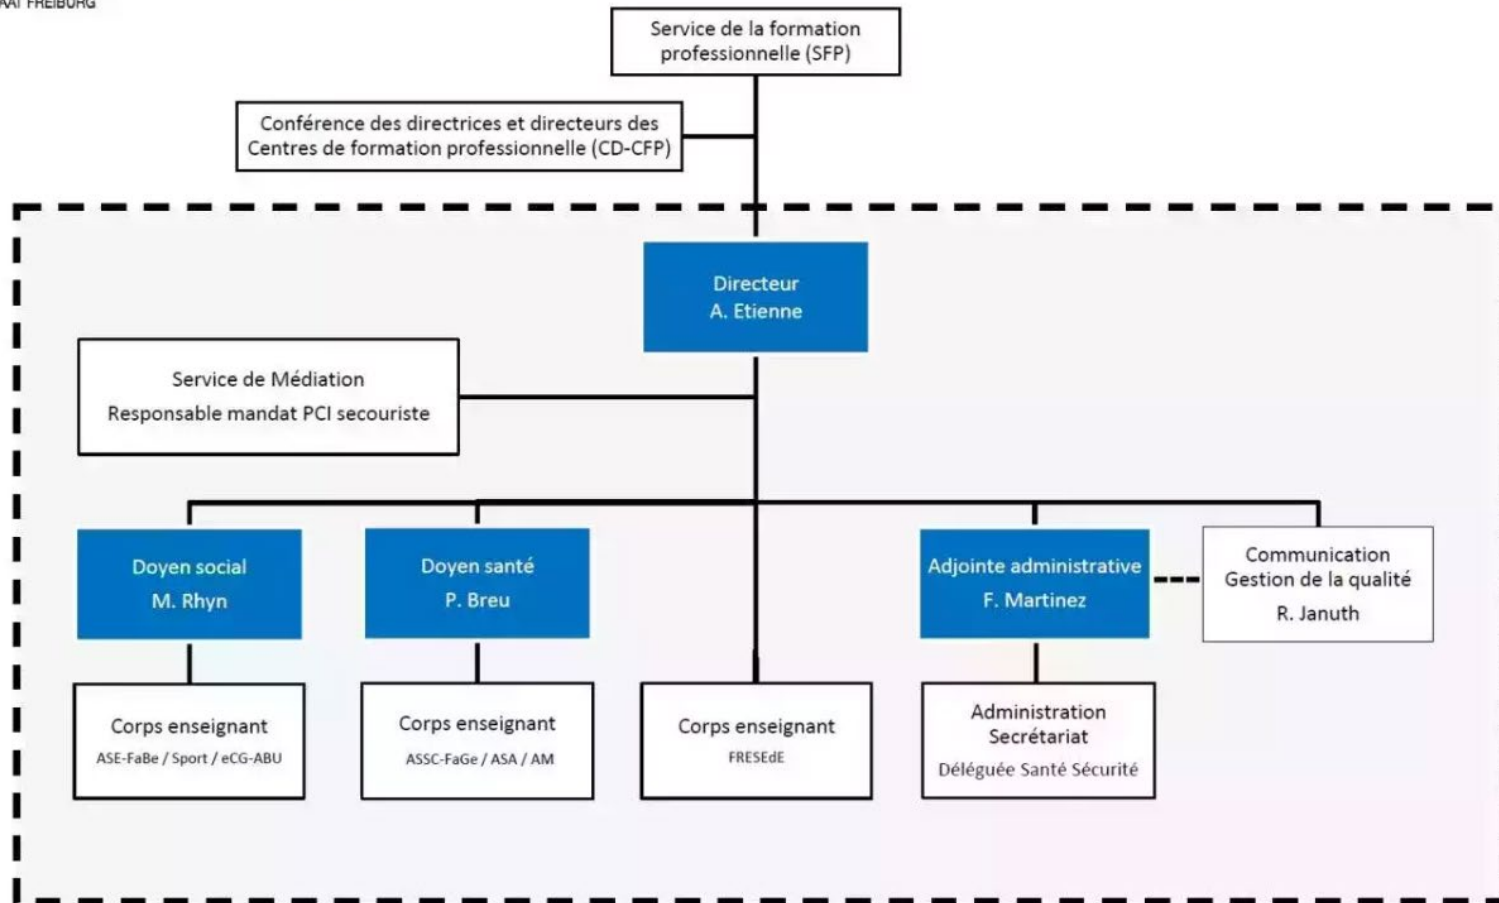 STAAT FREIBURG
Service de la formation
professionnelle (SFP)
Conférence des directrices et directeurs des
Centres de formation professionnelle (CD-CFP)
Directeur
A. Etienne
Service de Médiation
Responsable mandat PCI secouriste
Doyen social
M. Rhyn
Doyen santé
P. Breu
Adjointe administrative
F. Martinez
Communication
Gestion de la qualité
R. Januth
Corps enseignant
ASE-FaBe / Sport / eCG-ABU
Corps enseignant
ASSC-FaGe / ASA / AM
Corps enseignant
FRESEdE
Administration
Secrétariat
Déléguée Santé Sécurité